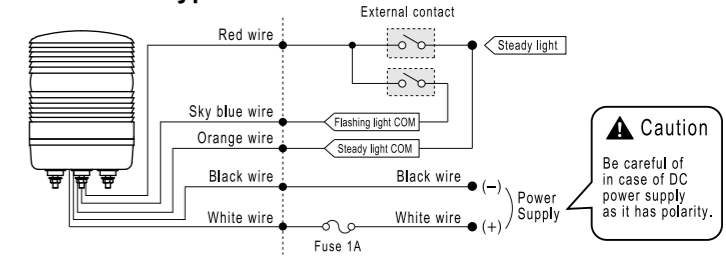 External contact
Red wire
Steady light
Sky blue wire
Flashing light COM
Orange wire
Steady light COM
Black wire
Black wire
(−)
White wire
White wire
(+)
Power
Supply
Fuse 1A
Caution
Be careful of
in case of DC
power supply
as it has polarity.